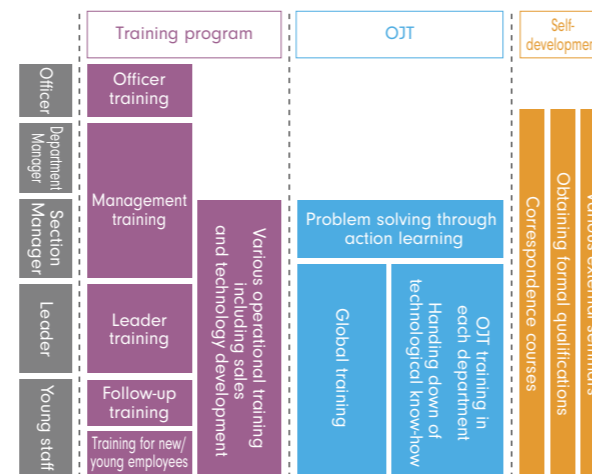 Training program
OJT
Self-
development
Officer
Department
Manager
Section
Manager
Leader
Young staff
Officer
training
Management
training
Leader
training
Follow-up
training
Training for new/
young employees
Various operational training
including sales
and technology development
Problem solving through
action learning
Global training
OJT training in
each department
Handing down of
technological know-how
Correspondence courses
Obtaining formal qualifications
Various external seminars